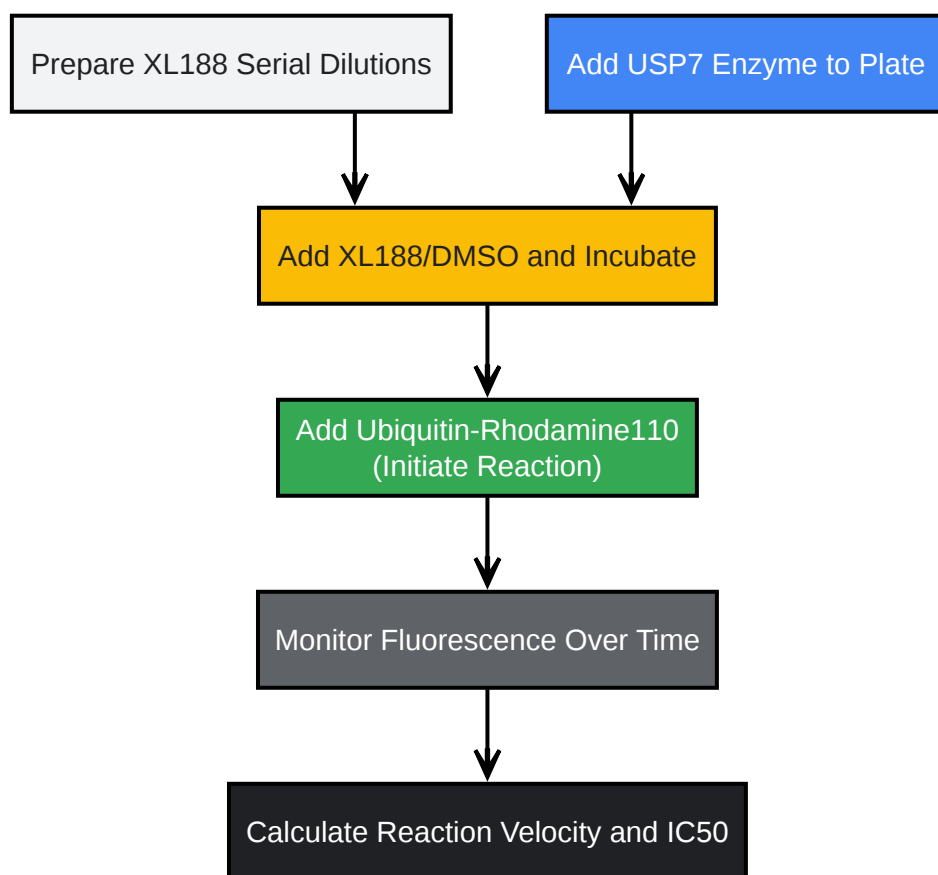 Prepare XL188 Serial Dilutions
Add USP7 Enzyme to Plate
Add XL188/DMSO and Incubate
Add Ubiquitin-Rhodamine110
(Initiate Reaction)
Monitor Fluorescence Over Time
Calculate Reaction Velocity and IC50